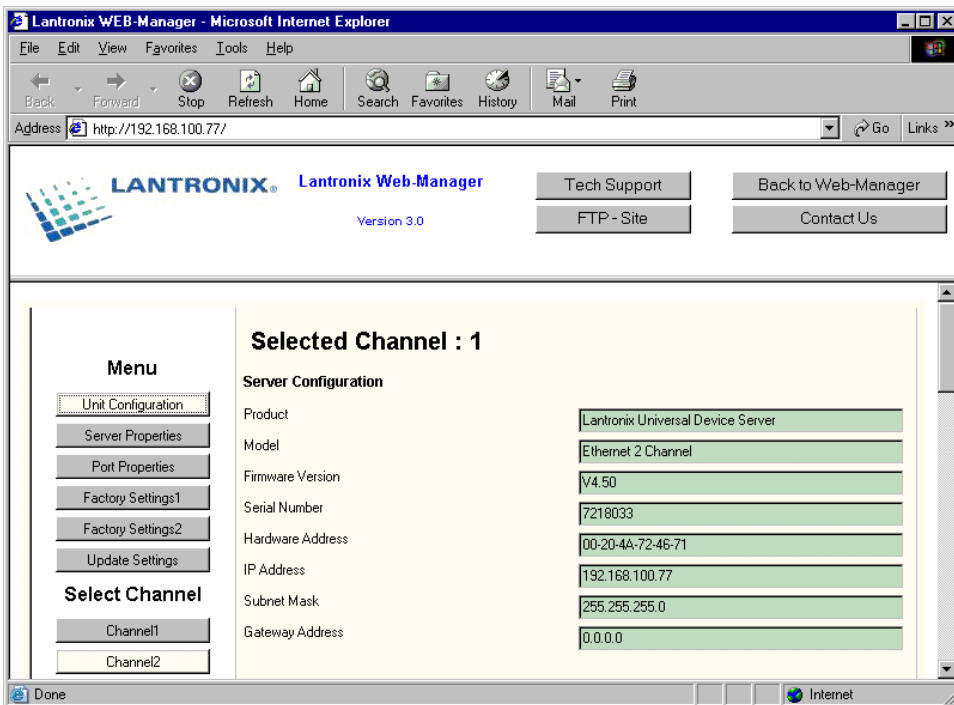 Lantronix WEB-Manager - Microsoft Internet Explorer
File Edit View Favorites Tools Help
Back Forward Stop Refresh Home Search Favorites History Mail Print
Address http://192.168.100.77/ Go Links »
LANTRONIX® Lantronix Web-Manager Tech Support Back to Web-Manager
Version 3.0 FTP - Site Contact Us
Selected Channel : 1
Menu
Server Configuration
Unit Configuration
Product Lantronix Universal Device Server
Server Properties
Model Ethernet 2 Channel
Port Properties
Firmware Version V4.50
Factory Settings1
Serial Number 7218033
Factory Settings2
Hardware Address 00-20-4A-72-46-71
Update Settings
IP Address 192.168.100.77
Select Channel
Subnet Mask 255.255.255.0
Channel1
Gateway Address 0.0.0.0
Channel2
Done Internet